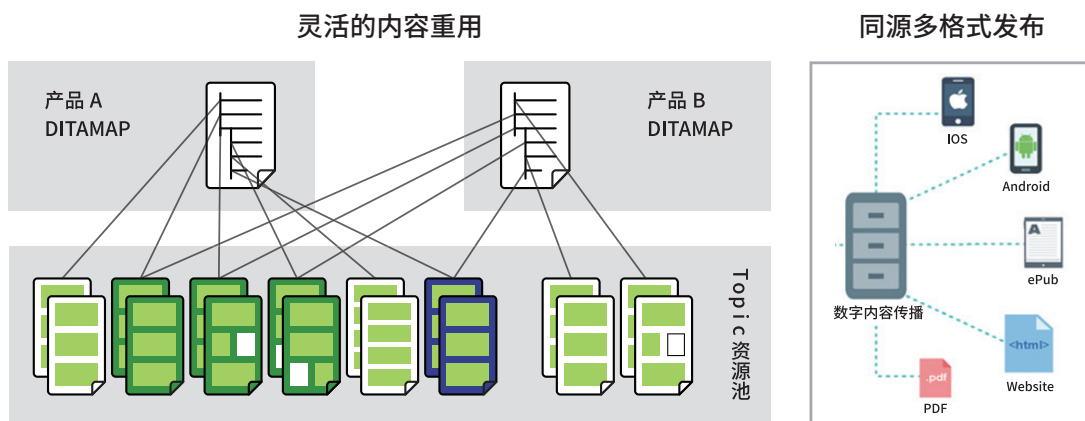 灵活的内容重用
同源多格式发布
产品 A
DITAMAP
产品 B
DITAMAP
Topic 资源池
IOS
Android
A
ePub
数字内容传播
<html>
Website
.pdf
PDF